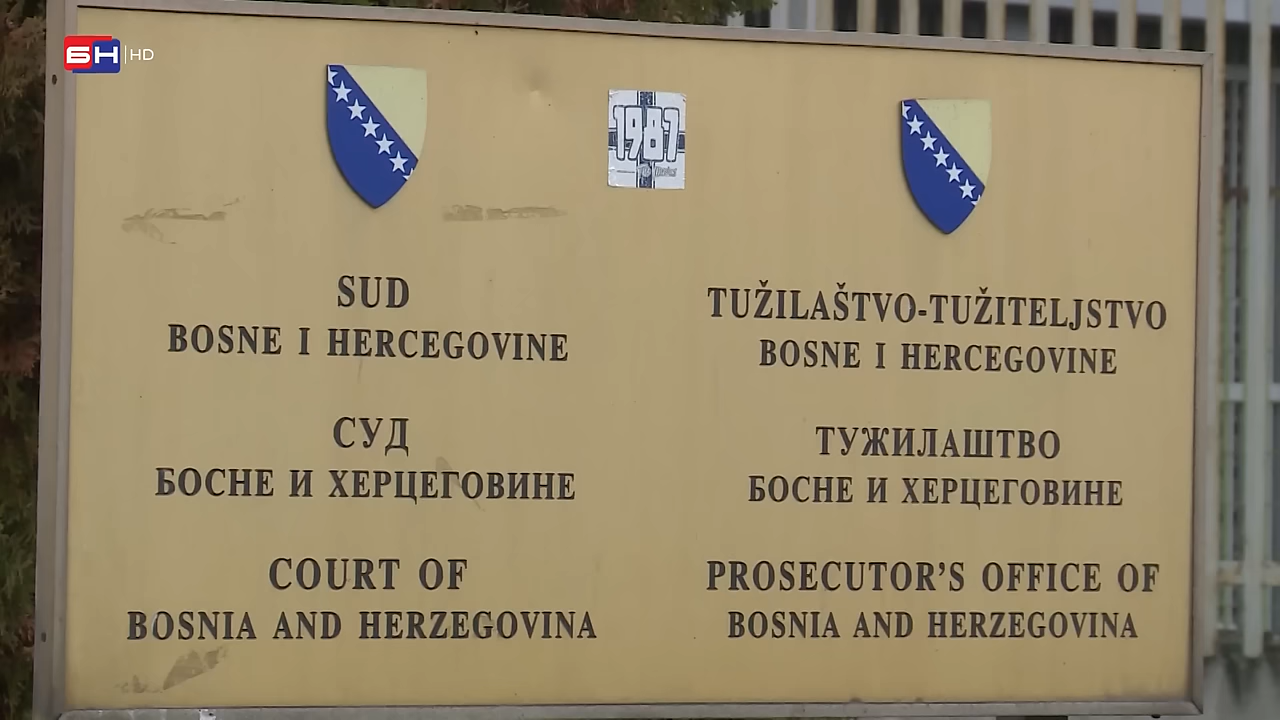 БН HD
1987
SUD
BOSNE I HERCEGOVINE
СУД
БОСНЕ И ХЕРЦЕГОВИНЕ
COURT OF
BOSNIA AND HERZEGOVINA
TUŽILAŠTVO-TUŽITELJSTVO
BOSNE I HERCEGOVINE
ТУЖИЛАШТВО
БОСНЕ И ХЕРЦЕГОВИНЕ
PROSECUTOR'S OFFICE OF
BOSNIA AND HERZEGOVINA